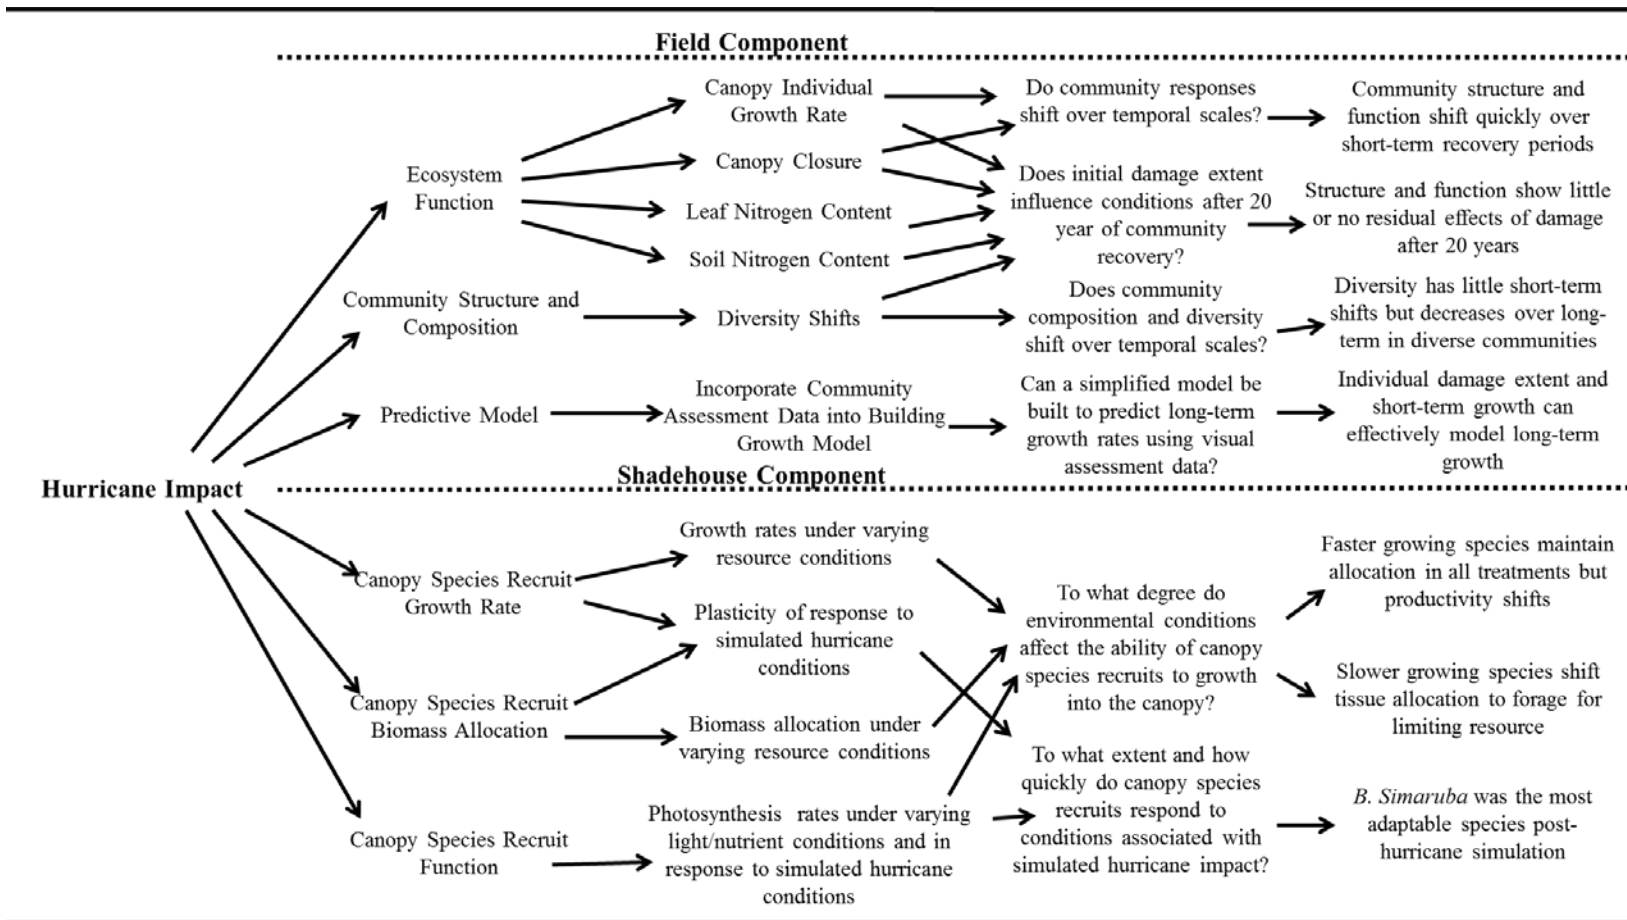 Field Component
Canopy Individual
Growth Rate
Do community responses
shift over temporal scales?
Community structure and
function shift quickly over
short-term recovery periods
Ecosystem
Function
Canopy Closure
Leaf Nitrogen Content
Soil Nitrogen Content
Does initial damage extent
influence conditions after 20
year of community
recovery?
Structure and function show little
or no residual effects of damage
after 20 years
Community Structure and
Composition
Diversity Shifts
Does community
composition and diversity
shift over temporal scales?
Diversity has little short-term
shifts but decreases over long-
term in diverse communities
Predictive Model
Incorporate Community
Assessment Data into Building
Growth Model
Can a simplified model be
built to predict long-term
growth rates using visual
assessment data?
Individual damage extent and
short-term growth can
effectively model long-term
growth
Hurricane Impact
Shadehouse Component
Canopy Species Recruit
Growth Rate
Growth rates under varying
resource conditions
Plasticity of response to
simulated hurricane
conditions
To what degree do
environmental conditions
affect the ability of canopy
species recruits to growth
into the canopy?
Faster growing species maintain
allocation in all treatments but
productivity shifts
Slower growing species shift
tissue allocation to forage for
limiting resource
Canopy Species Recruit
Biomass Allocation
Biomass allocation under
varying resource conditions
Canopy Species Recruit
Function
Photosynthesis rates under varying
light/nutrient conditions and in
response to simulated hurricane
conditions
To what extent and how
quickly do canopy species
recruits respond to
conditions associated with
simulated hurricane impact?
B. Simaruba was the most
adaptable species post-
hurricane simulation